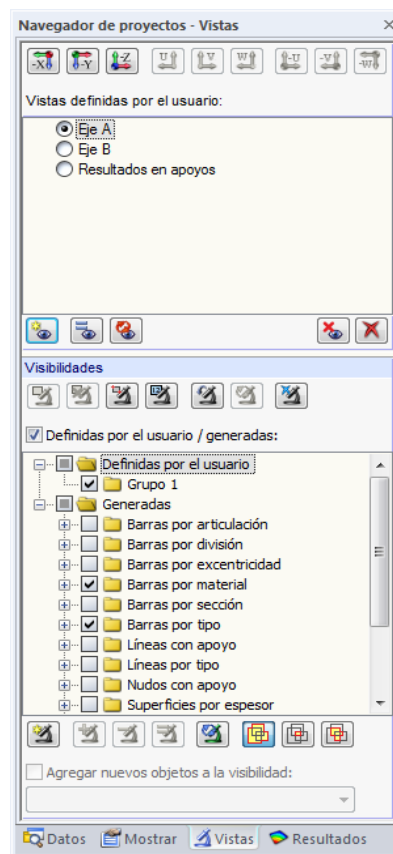 Navegador de proyectos - Vistas
-X -Y -Z U V W -U -V -W
Vistas definidas por el usuario:
Eje A
Eje B
Resultados en apoyos
Visibilidades
Definidas por el usuario / generadas:
Definidas por el usuario
Grupo 1
Generadas
Barras por articulación
Barras por división
Barras por excentricidad
Barras por material
Barras por sección
Barras por tipo
Líneas con apoyo
Líneas por tipo
Nudos con apoyo
Superficies por espesor
Agregar nuevos objetos a la visibilidad:
Datos Mostrar Vistas Resultados